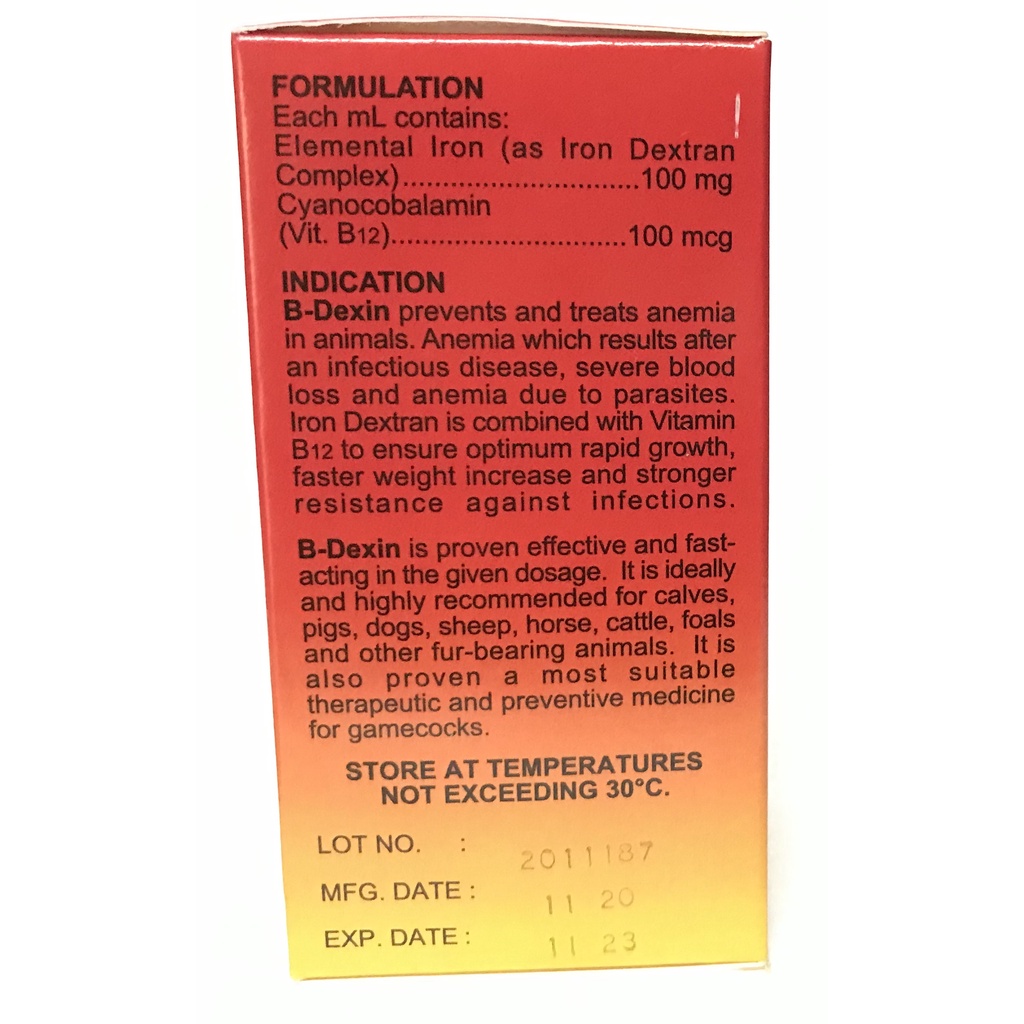 FORMULATION
Each mL contains:
Elemental Iron (as Iron Dextran
Complex)..............................100 mg
Cyanocobalamin
(Vit. B12)..............................100 mcg
INDICATION
B-Dexin prevents and treats anemia
in animals. Anemia which results after
an infectious disease, severe blood
loss and anemia due to parasites.
Iron Dextran is combined with Vitamin
B12 to ensure optimum rapid growth,
faster weight increase and stronger
resistance against infections.
B-Dexin is proven effective and fast-
acting in the given dosage. It is ideally
and highly recommended for calves,
pigs, dogs, sheep, horse, cattle, foals
and other fur-bearing animals. It is
also proven a most suitable
therapeutic and preventive medicine
for gamecocks.
STORE AT TEMPERATURES
NOT EXCEEDING 30°C.
LOT NO. : 2011187
MFG. DATE : 11 20
EXP. DATE : 11 23